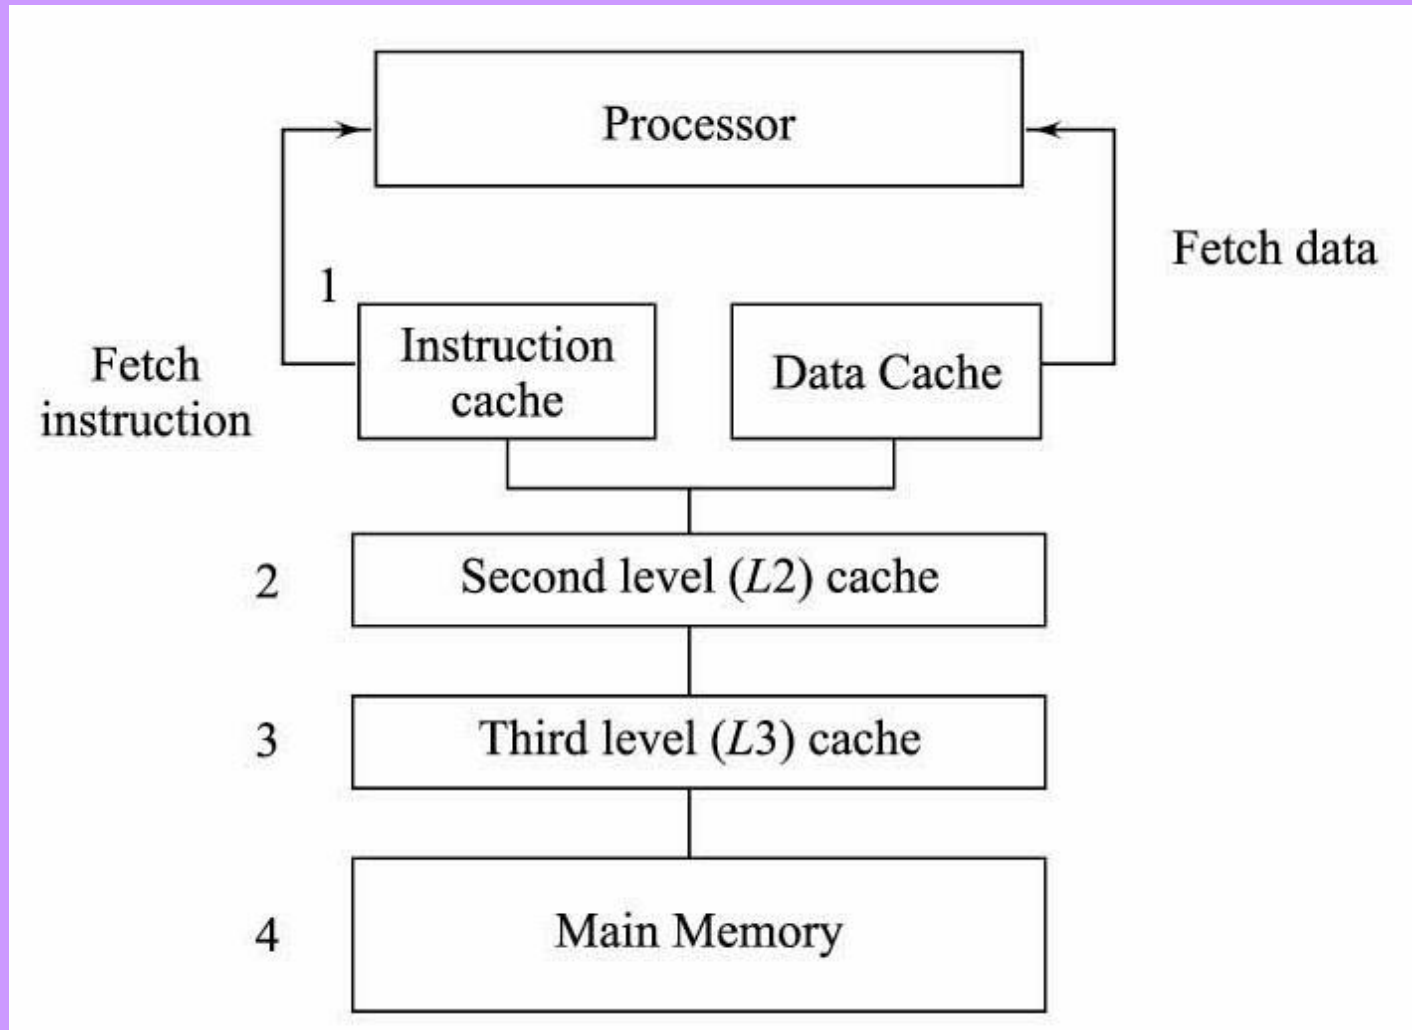 Processor
Fetch data
1
Instruction
cache
Data Cache
Fetch
instruction
2
Second level (L2) cache
3
Third level (L3) cache
4
Main Memory